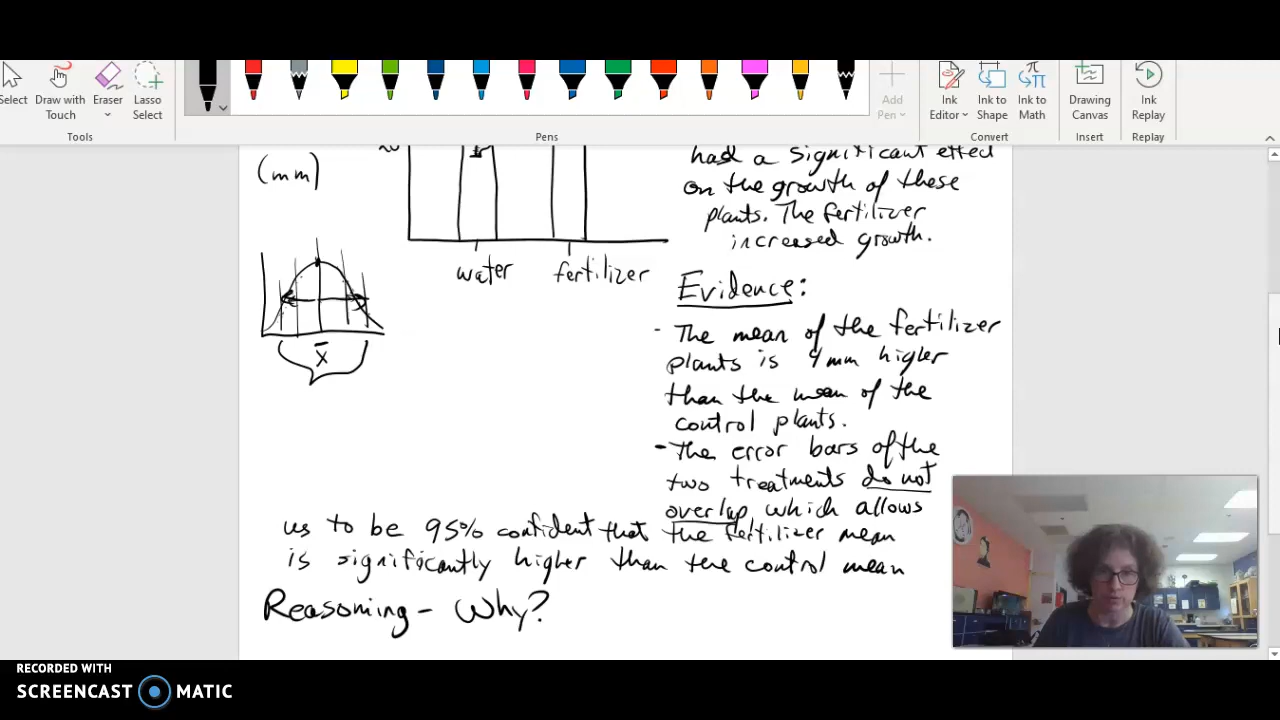 Select
Draw with
Touch
Eraser
Lasso
Select
Tools
Pens
Add
Pen
Ink
Editor
Ink to
Shape
Ink to
Math
Convert
Drawing
Canvas
Insert
Ink
Replay
Replay
(mm)
20
water fertilizer
x̄
had a significant effect
on the growth of these
plants. The fertilizer
increased growth.
Evidence:
- The mean of the fertilizer
plants is 9mm higher
than the mean of the
control plants.
- The error bars of the
two treatments do not
overlap which allows
us to be 95% confident that the fertilizer mean
is significantly higher than the control mean
Reasoning - Why?
RECORDED WITH
SCREENCAST MATIC